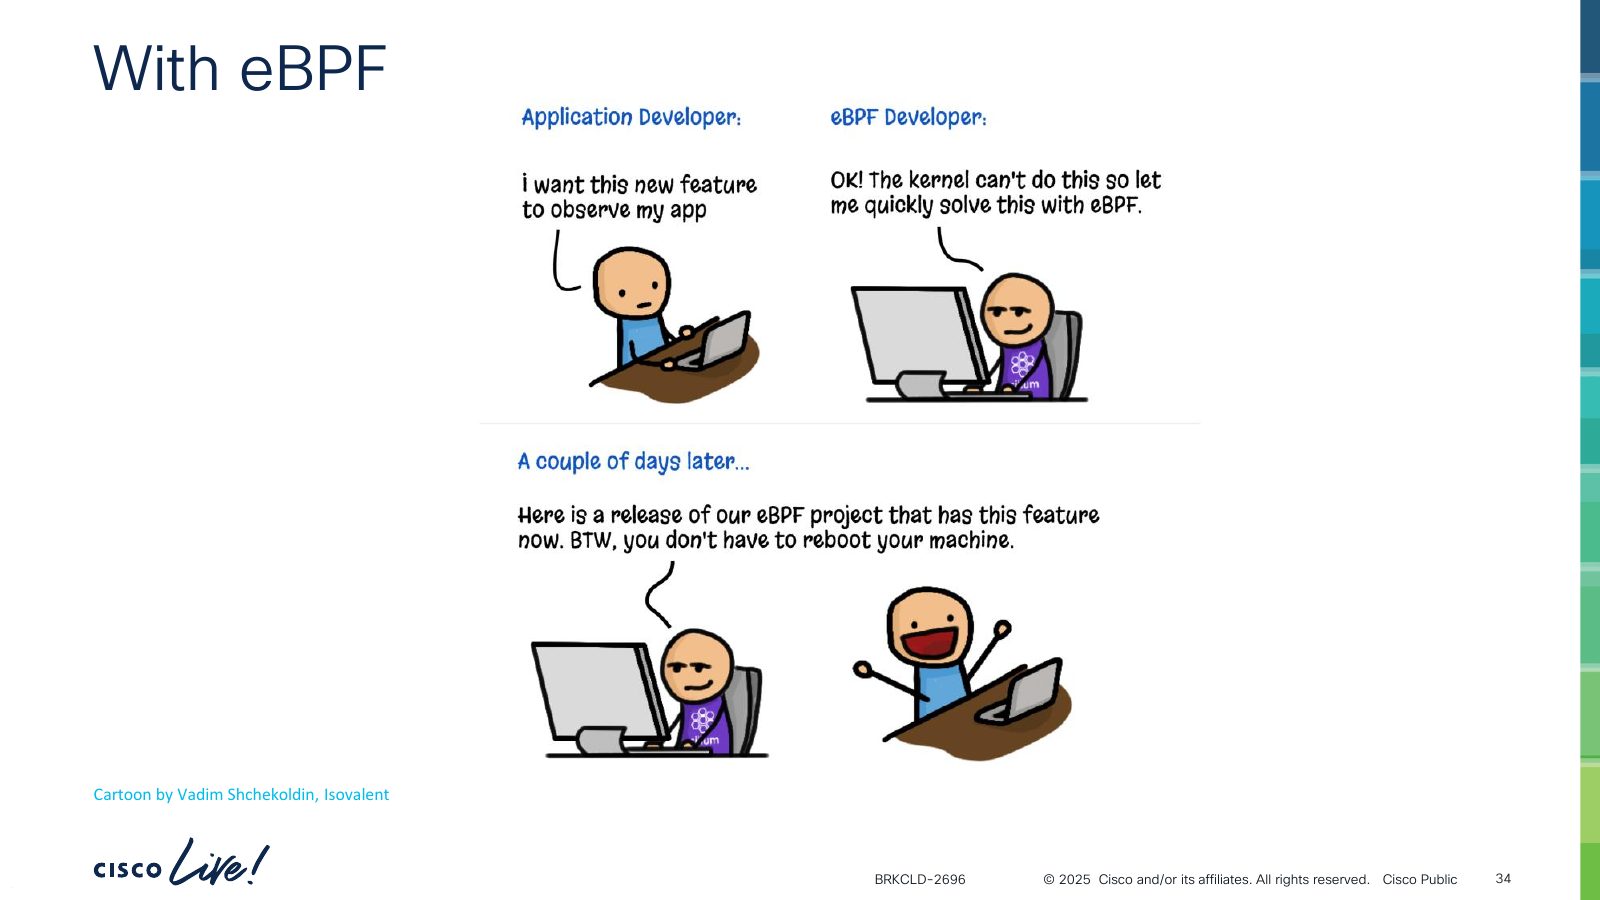 With eBPF
Application Developer:
i want this new feature
to observe my app
eBPF Developer:
OK! The kernel can't do this so let
me quickly solve this with eBPF.
A couple of days later...
Here is a release of our eBPF project that has this feature
now. BTW, you don't have to reboot your machine.
Cartoon by Vadim Shchekoldin, Isovalent
CISCO Live!
BRKCLD-2696
© 2025 Cisco and/or its affiliates. All rights reserved. Cisco Public
34